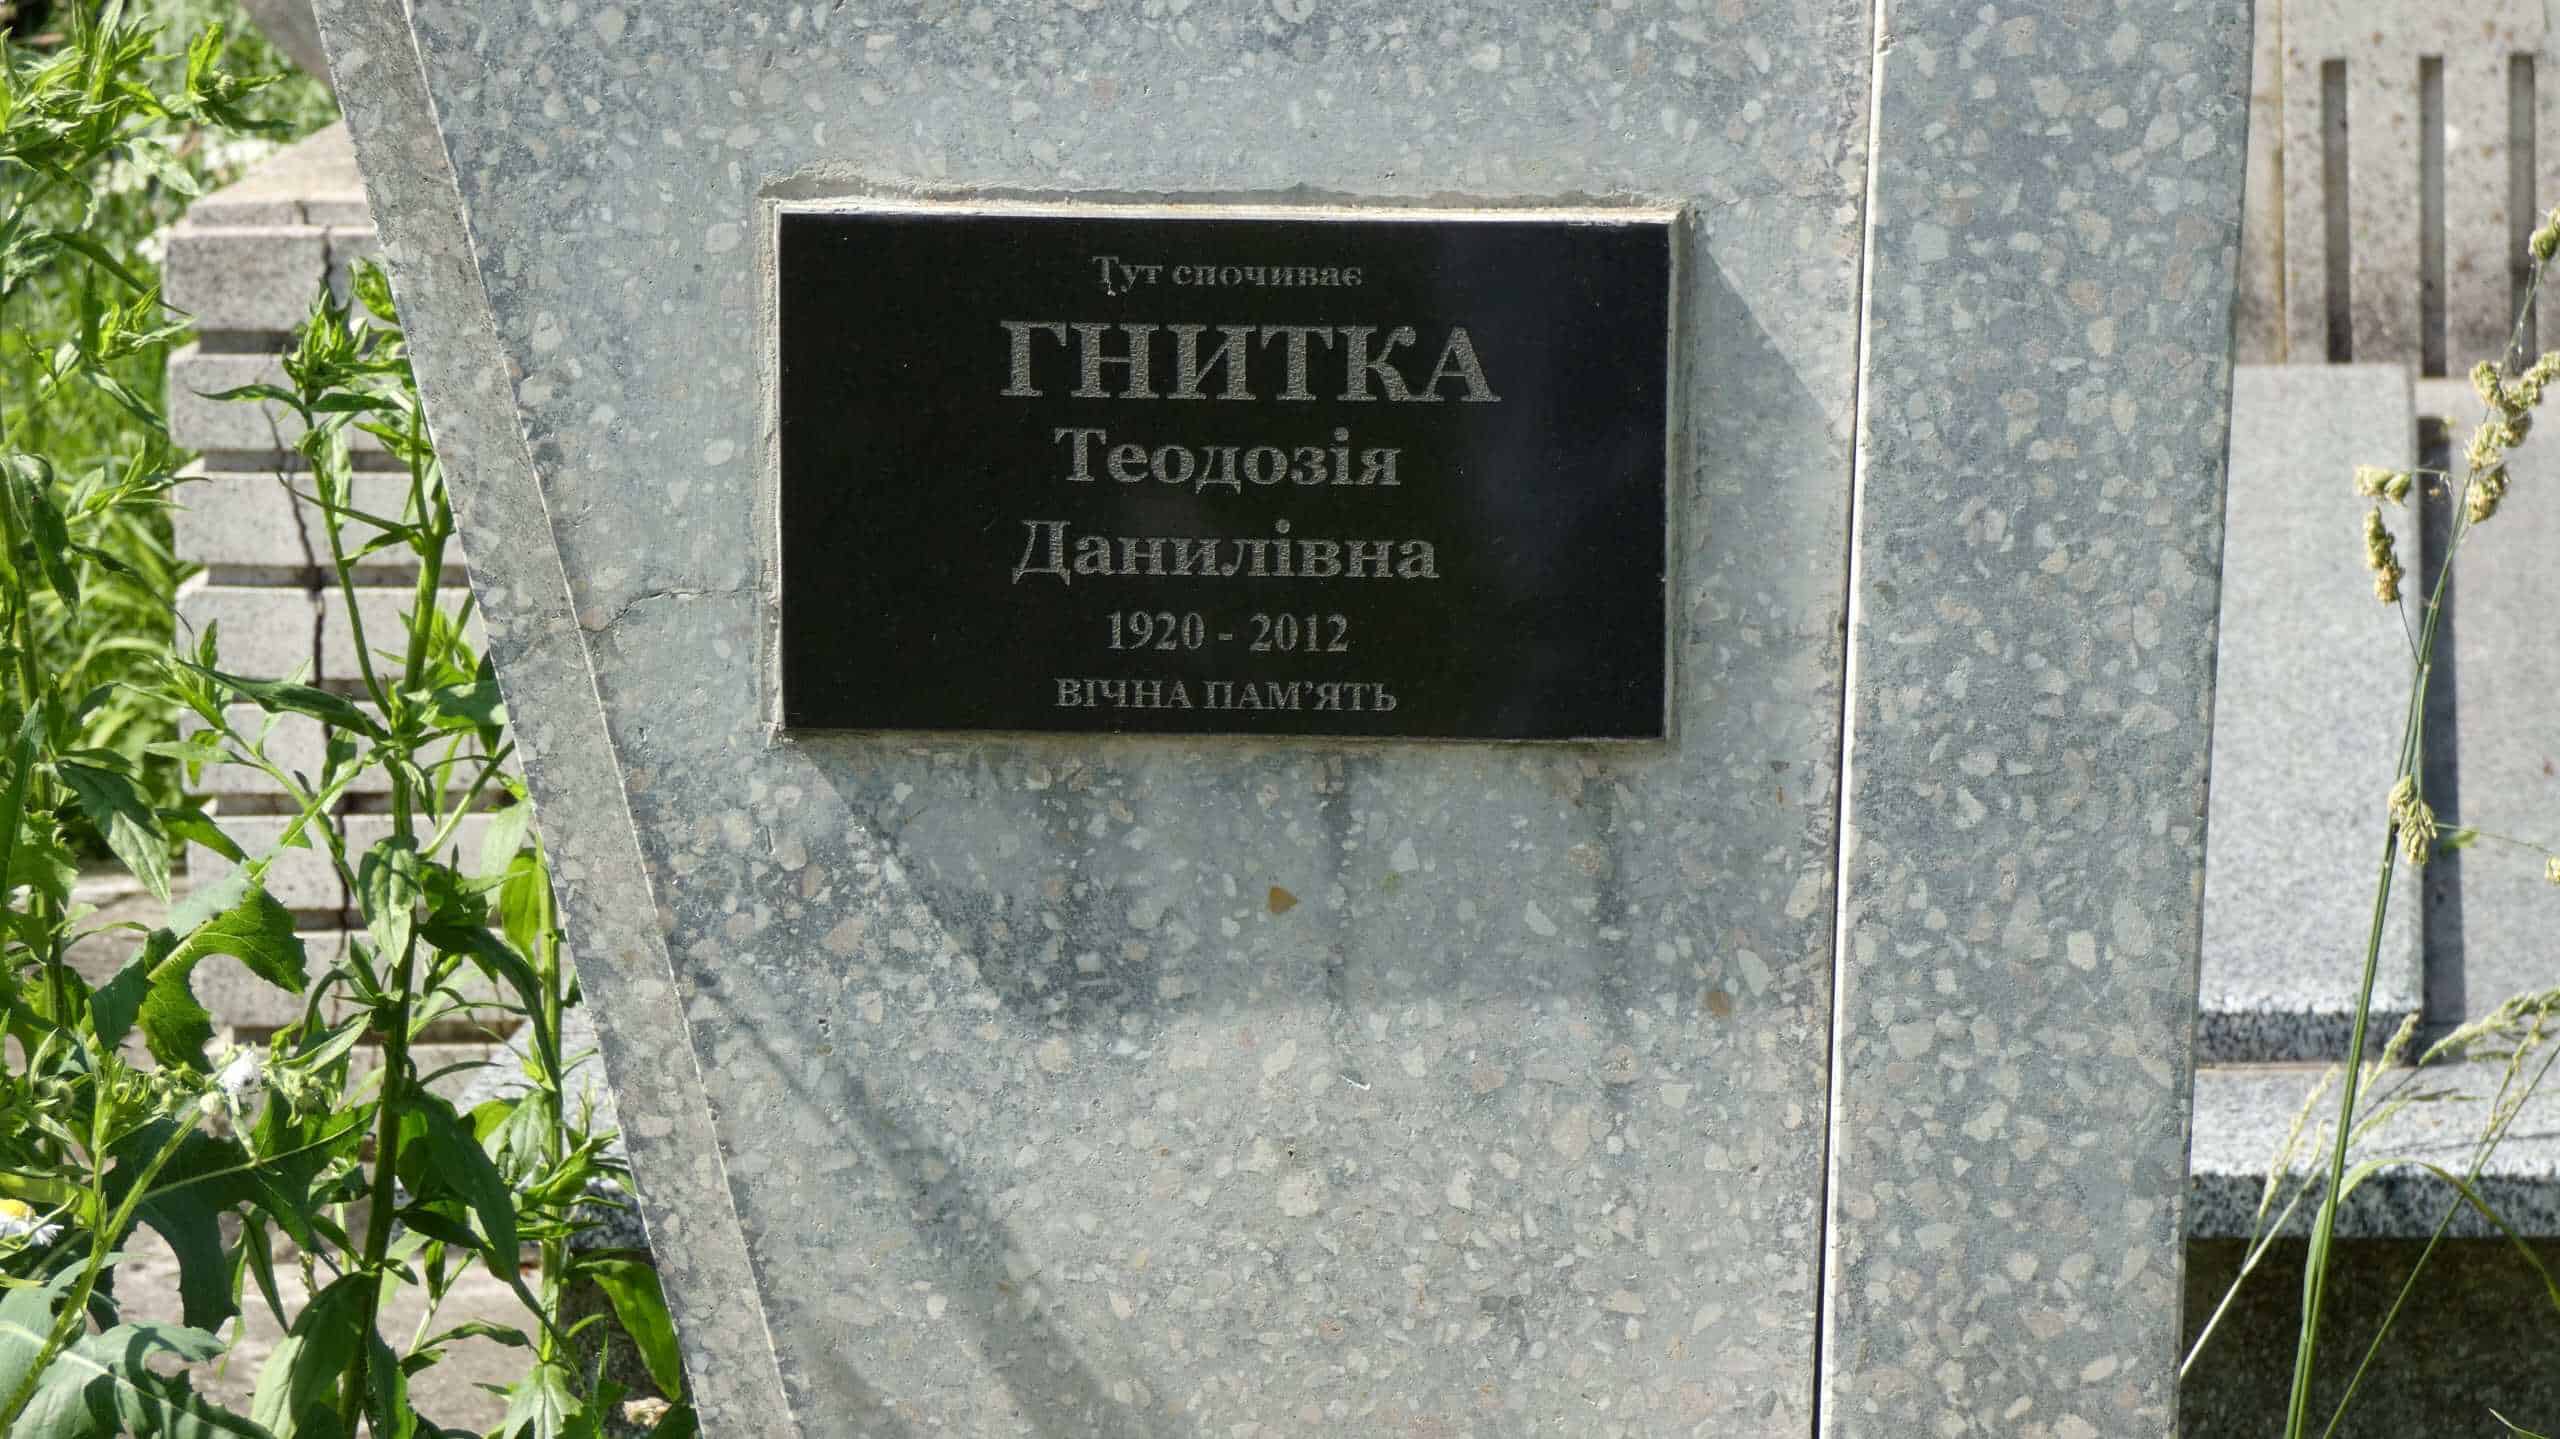 Тут спочиває
ГНИТКА
Теодозія
Данилівна
1920 - 2012
ВІЧНА ПАМ’ЯТЬ